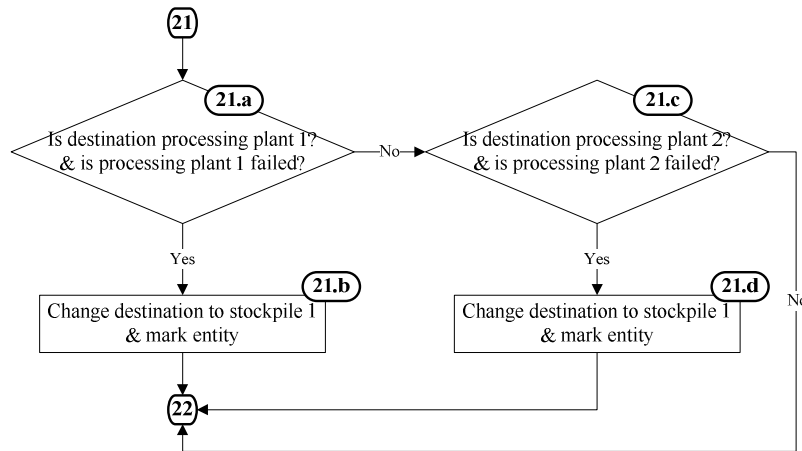 21
21.a
Is destination processing plant 1?
& is processing plant 1 failed?
No
21.c
Is destination processing plant 2?
& is processing plant 2 failed?
Yes
Yes
No
21.b
Change destination to stockpile 1
& mark entity
21.d
Change destination to stockpile 1
& mark entity
22